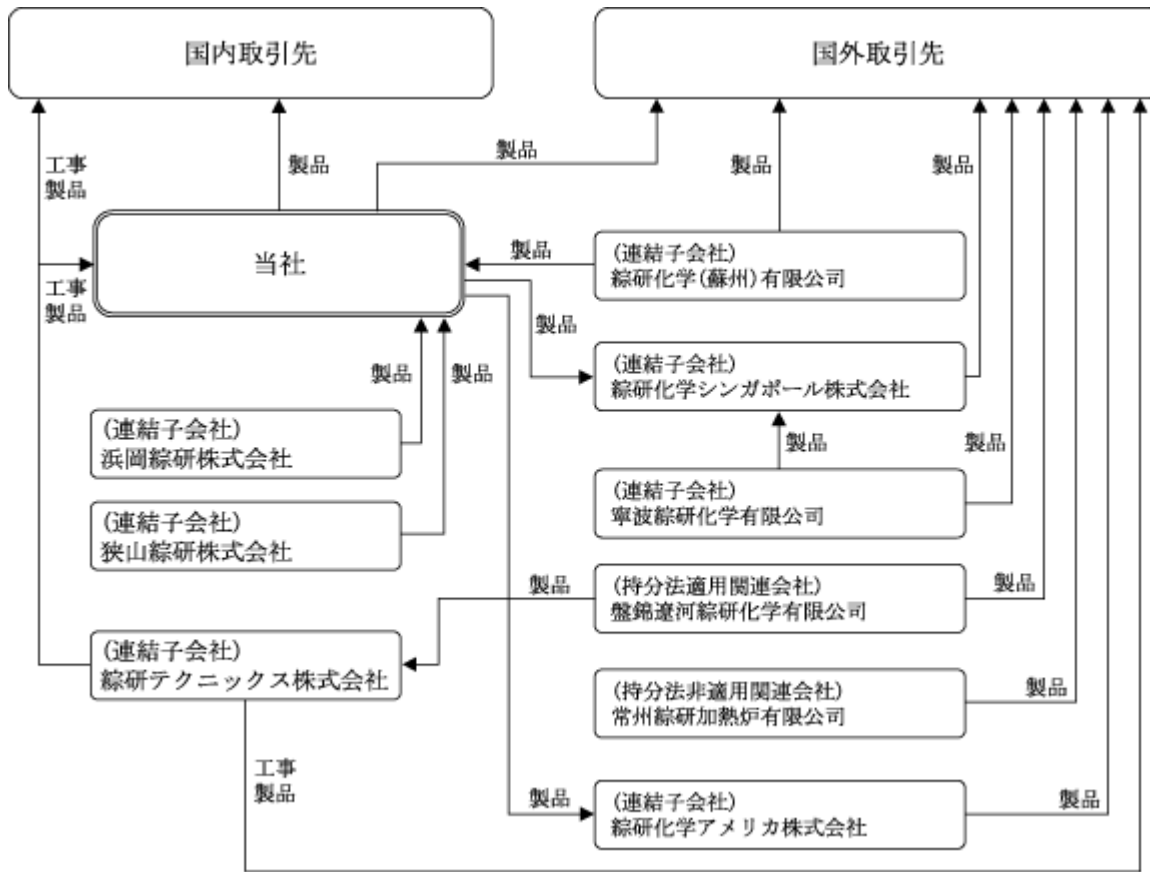 国内取引先
国外取引先
工事
製品
製品
製品
製品
製品
当社
製品
(連結子会社)
綜研化学(蘇州)有限公司
工事
製品
製品
(連結子会社)
綜研化学シンガポール株式会社
製品
製品
(連結子会社)
浜岡綜研株式会社
製品
製品
(連結子会社)
寧波綜研化学有限公司
(連結子会社)
狭山綜研株式会社
製品
(持分法適用関連会社)
盤錦遼河綜研化学有限公司
製品
(連結子会社)
綜研テクニックス株式会社
(持分法非適用関連会社)
常州綜研加熱炉有限公司
製品
工事
製品
製品
(連結子会社)
綜研化学アメリカ株式会社
製品